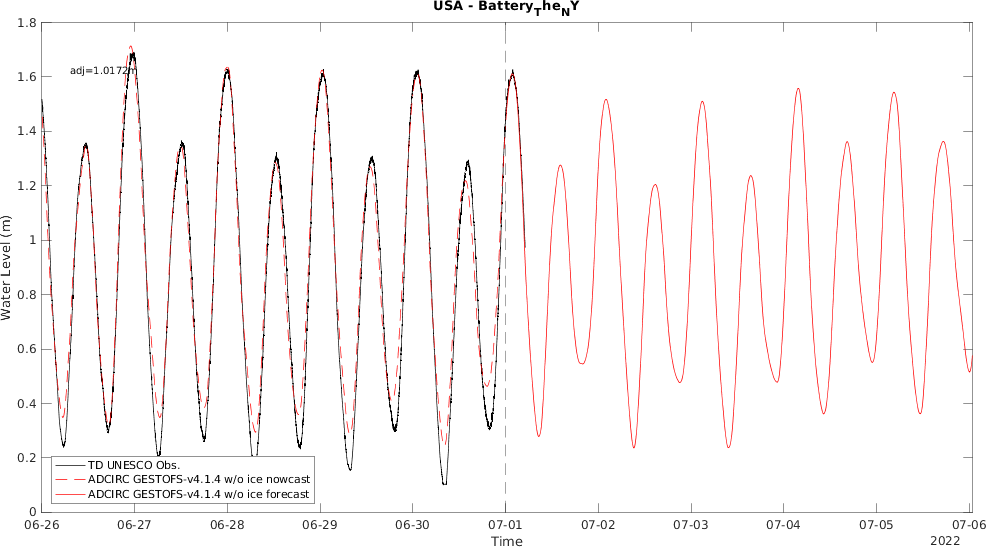 USA - Battery_The_NY
1.8
1.6
1.4
1.2
1
0.8
0.6
0.4
0.2
0
Water Level (m)
adj=1.0172m
TD UNESCO Obs.
ADCIRC GESTOFS-v4.1.4 w/o ice nowcast
ADCIRC GESTOFS-v4.1.4 w/o ice forecast
06-26 06-27 06-28 06-29 06-30 07-01 07-02 07-03 07-04 07-05 07-06
Time 2022